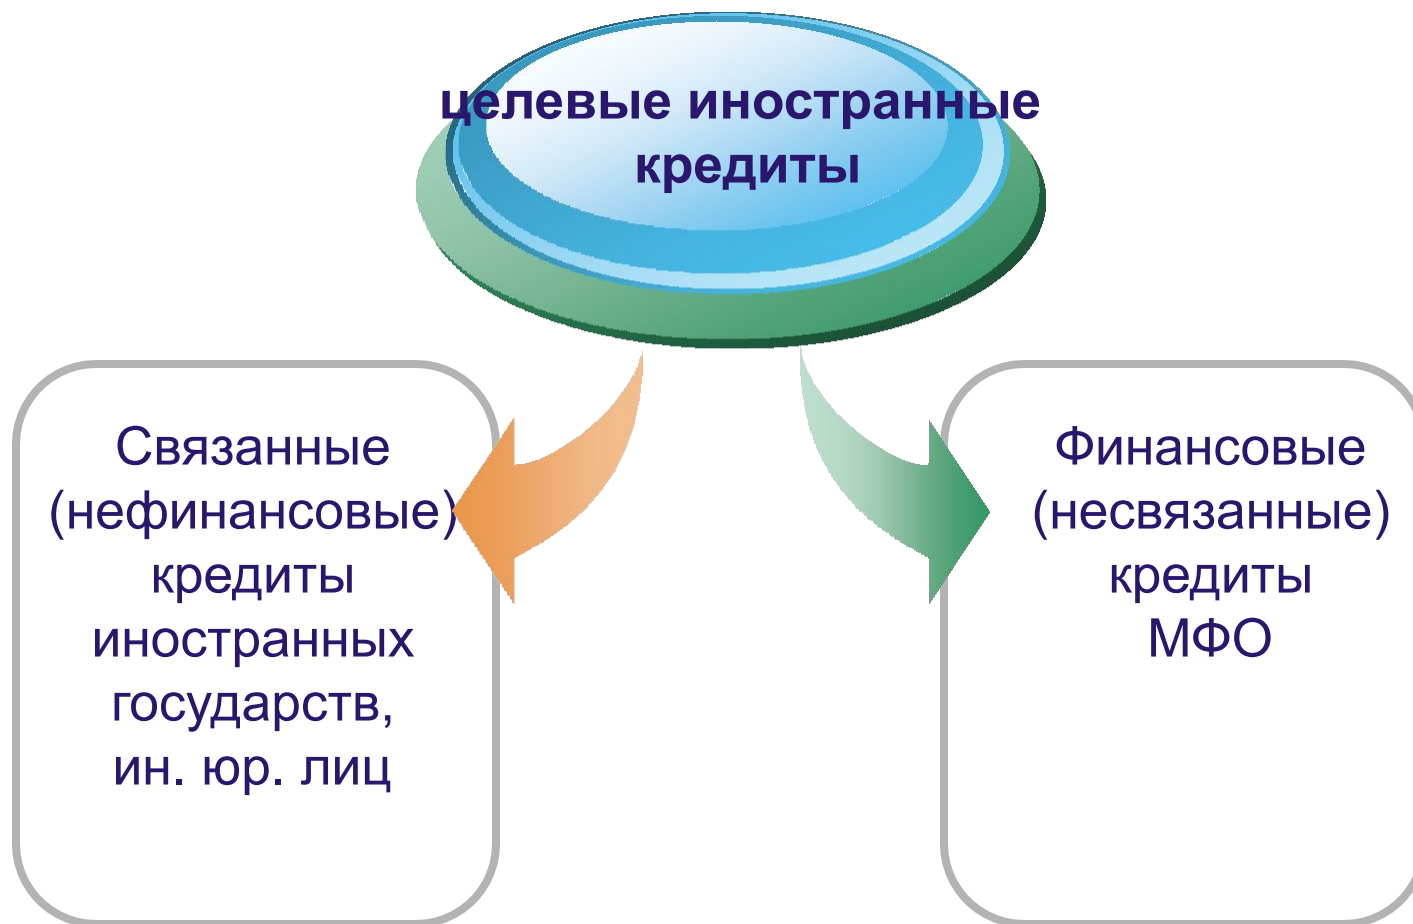 целевые иностранные
кредиты
Связанные
(нефинансовые)
кредиты
иностранных
государств,
ин. юр. лиц
Финансовые
(несвязанные)
кредиты
МФО